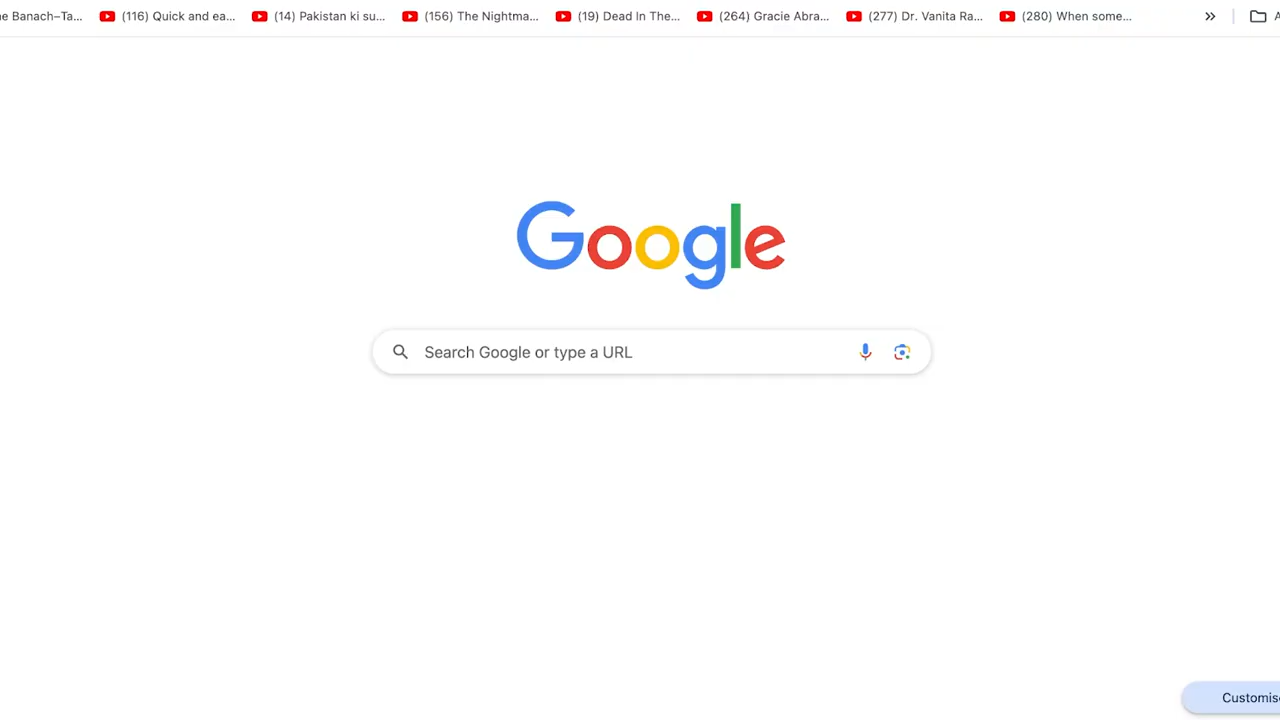 e Banach-Ta... (116) Quick and ea... (14) Pakistan ki su... (156) The Nightma... (19) Dead In The... (264) Gracie Abra... (277) Dr. Vanita Ra... (280) When some... A
Google
Search Google or type a URL
Customis